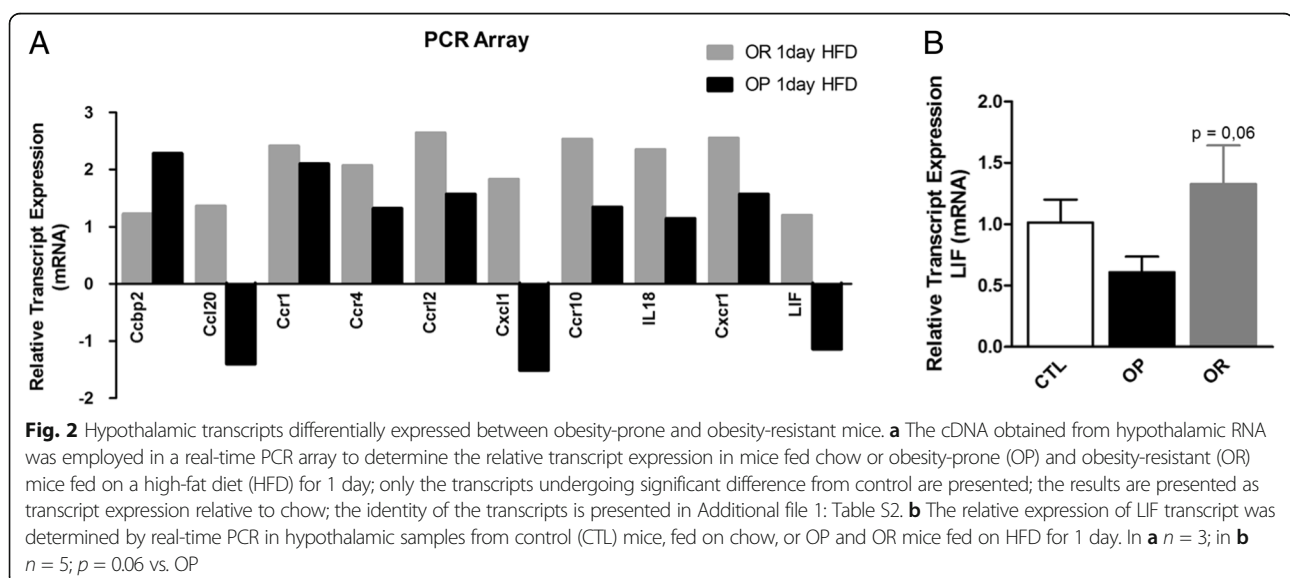 A
PCR Array
OR 1day HFD
OP 1day HFD
Relative Transcript Expression
(mRNA)
3
2
1
0
-1
-2
Ccbp2
Ccl20
Ccr1
Ccr4
Ccrl2
Cxcl1
Ccr10
IL18
Cxcr1
LIF
B
Relative Transcript Expression
LIF (mRNA)
2.0
1.5
1.0
0.5
0.0
p = 0,06
CTL
OP
OR
Fig. 2 Hypothalamic transcripts differentially expressed between obesity-prone and obesity-resistant mice. a The cDNA obtained from hypothalamic RNA
was employed in a real-time PCR array to determine the relative transcript expression in mice fed chow or obesity-prone (OP) and obesity-resistant (OR)
mice fed on a high-fat diet (HFD) for 1 day; only the transcripts undergoing significant difference from control are presented; the results are presented as
transcript expression relative to chow; the identity of the transcripts is presented in Additional file 1: Table S2. b The relative expression of LIF transcript was
determined by real-time PCR in hypothalamic samples from control (CTL) mice, fed on chow, or OP and OR mice fed on HFD for 1 day. In a n = 3; in b
n = 5; p = 0.06 vs. OP